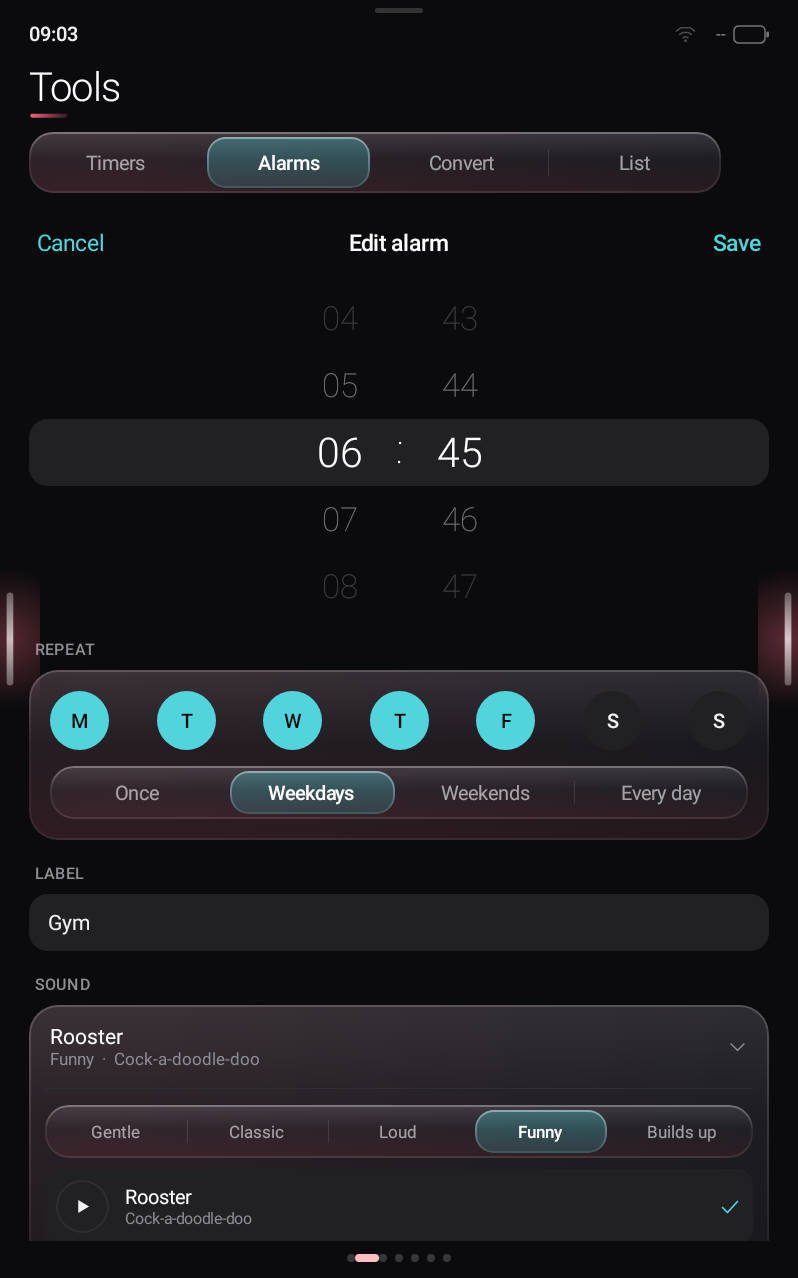 09:03
--
Tools
Timers Alarms Convert List
Cancel Edit alarm Save
04 43
05 44
06 : 45
07 46
08 47
REPEAT
M T W T F S S
Once Weekdays Weekends Every day
LABEL
Gym
SOUND
Rooster
Funny · Cock-a-doodle-doo
Gentle Classic Loud Funny Builds up
Rooster
Cock-a-doodle-doo